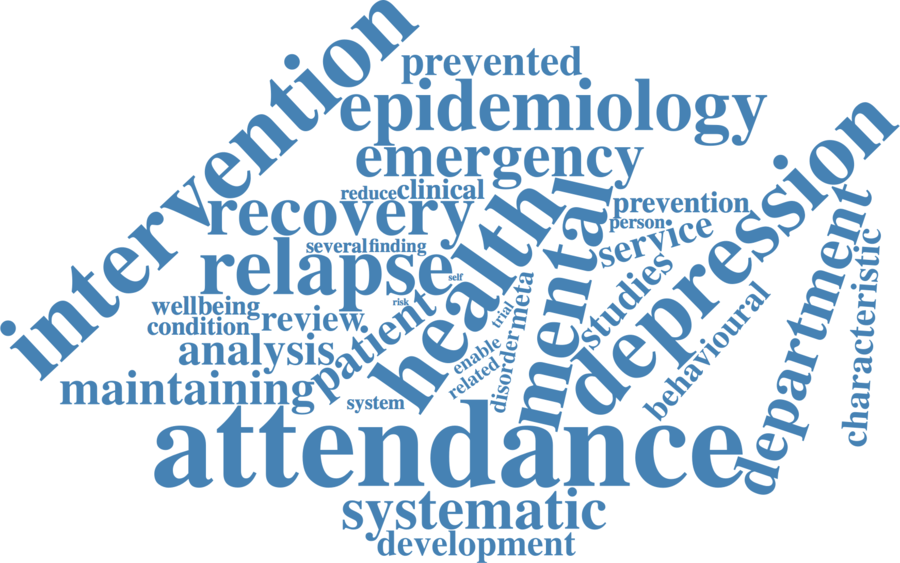 intervention
prevented
epidemiology
emergency
reduce
clinical
recovery
several
finding
relapse
self
risk
wellbeing
condition
review
analysis
patient
maintaining
system
health
mental
prevention
person
service
studies
depression
department
characteristic
behavioural
meta
trial
disorder
enable
related
attendance
systematic
development